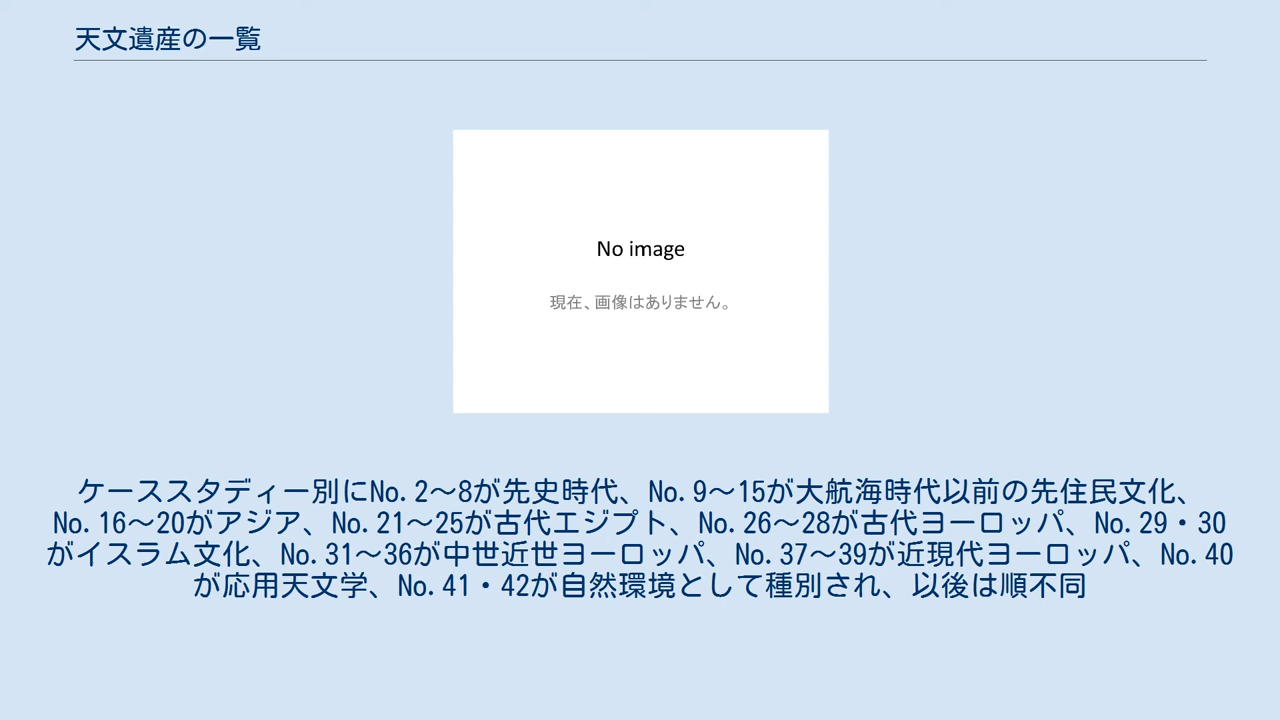 天文遺産の一覧
No image
現在、画像はありません。
ケーススタディー別にNo.2～8が先史時代、No.9～15が大航海時代以前の先住民文化、
No.16～20がアジア、No.21～25が古代エジプト、No.26～28が古代ヨーロッパ、No.29・30
がイスラム文化、No.31～36が中世近世ヨーロッパ、No.37～39が近現代ヨーロッパ、No.40
が応用天文学、No.41・42が自然環境として種別され、以後は順不同